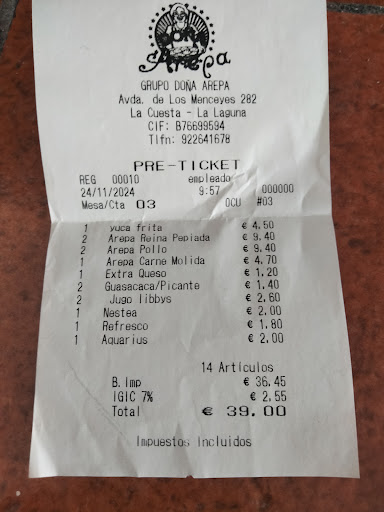 DOÑA
Arepa
GRUPO DOÑA AREPA
Avda. de Los Menceyes 282
La Cuesta - La Laguna
CIF: B76699594
Tlfn: 922641678
PRE-TICKET
REG 00010 empleado 000000
24/11/2024 9:57
Mesa/Cta 03 OCU #03
1 yuca frita € 4.50
2 Arepa Reina Pepiada € 9.40
2 Arepa Pollo € 9.40
1 Arepa Carne Molida € 4.70
1 Extra Queso € 1.20
2 Guasacaca/Picante € 1.40
2 Jugo libbys € 2.60
1 Nestea € 2.00
1 Refresco € 1.80
1 Aquarius € 2.00
14 Artículos
B.Imp € 36.45
IGIC 7% € 2,55
Total € 39.00
Impuestos Incluidos